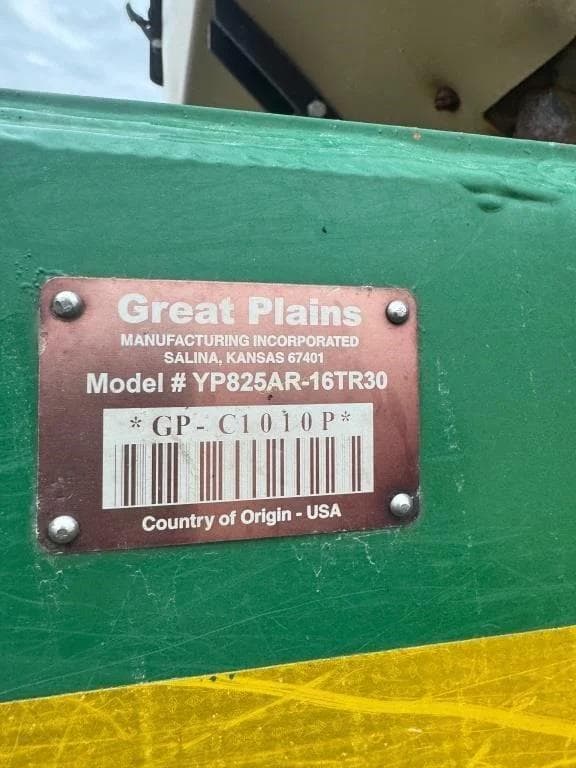 Great Plains
MANUFACTURING INCORPORATED
SALINA, KANSAS 67401
Model # YP825AR-16TR30
*GP-C1010P*
Country of Origin - USA